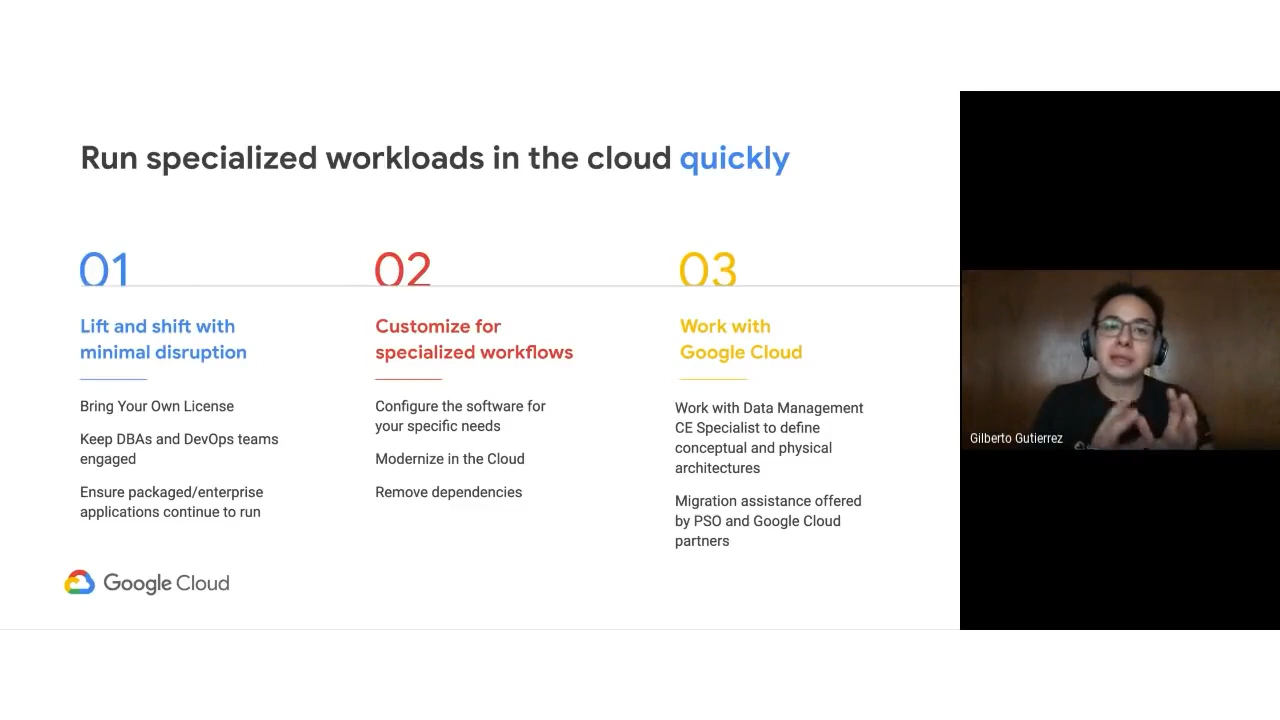 Run specialized workloads in the cloud quickly
01
Lift and shift with
minimal disruption
Bring Your Own License
Keep DBAs and DevOps teams
engaged
Ensure packaged/enterprise
applications continue to run
02
Customize for
specialized workflows
Configure the software for
your specific needs
Modernize in the Cloud
Remove dependencies
03
Work with
Google Cloud
Work with Data Management
CE Specialist to define
conceptual and physical
architectures
Migration assistance offered
by PSO and Google Cloud
partners
Google Cloud
Gilberto Gutierrez